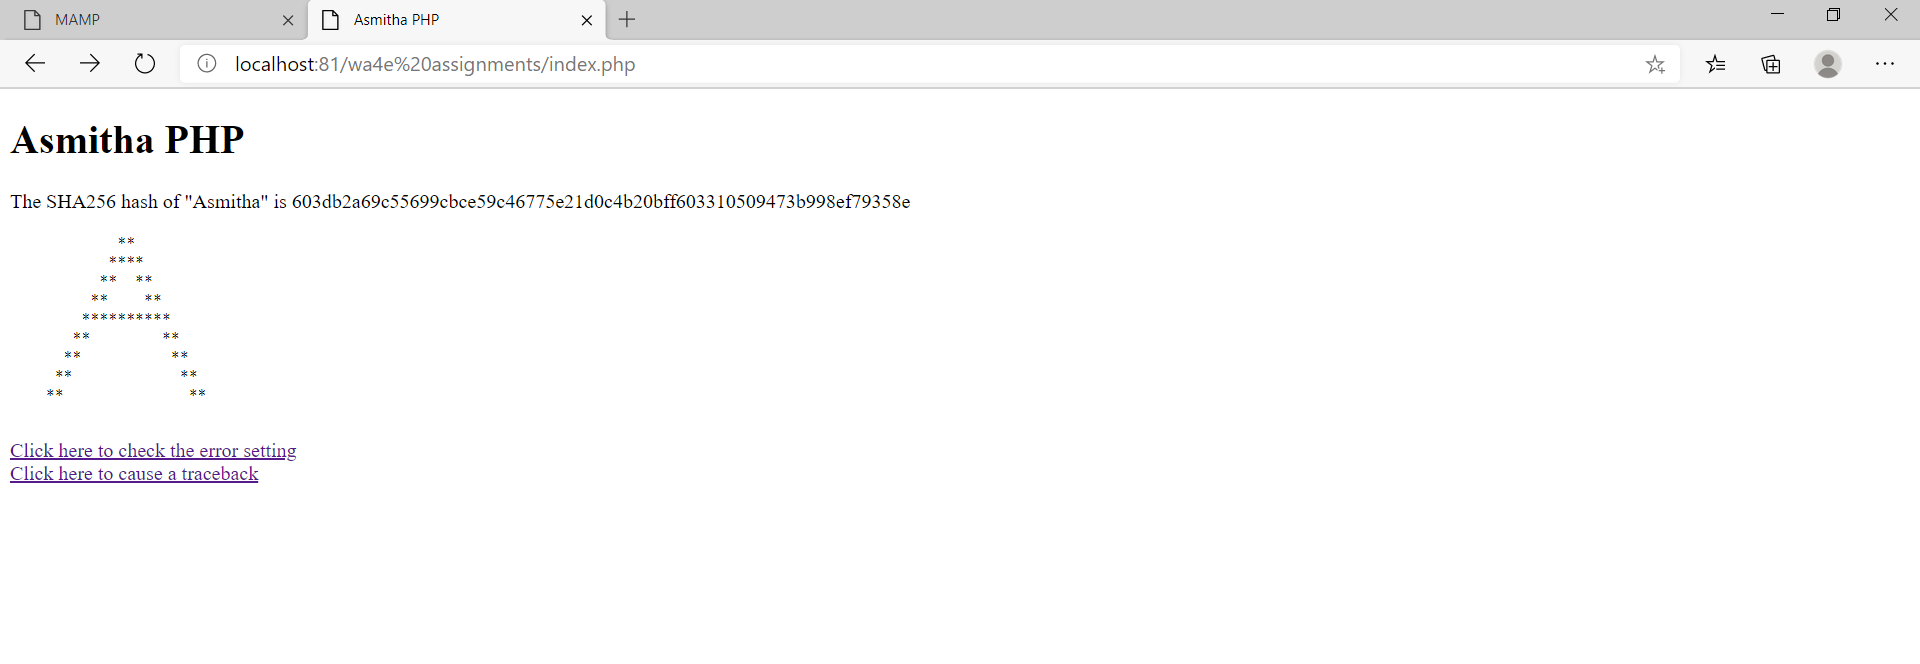 MAMP
Asmitha PHP
localhost:81/wa4e%20assignments/index.php
Asmitha PHP
The SHA256 hash of "Asmitha" is 603db2a69c55699cbce59c46775e21d0c4b20bff603310509473b998ef79358e
            **
           ****
          **  **
         **    **
        **********
       **        **
      **          **
     **            **
    **              **
Click here to check the error setting
Click here to cause a traceback